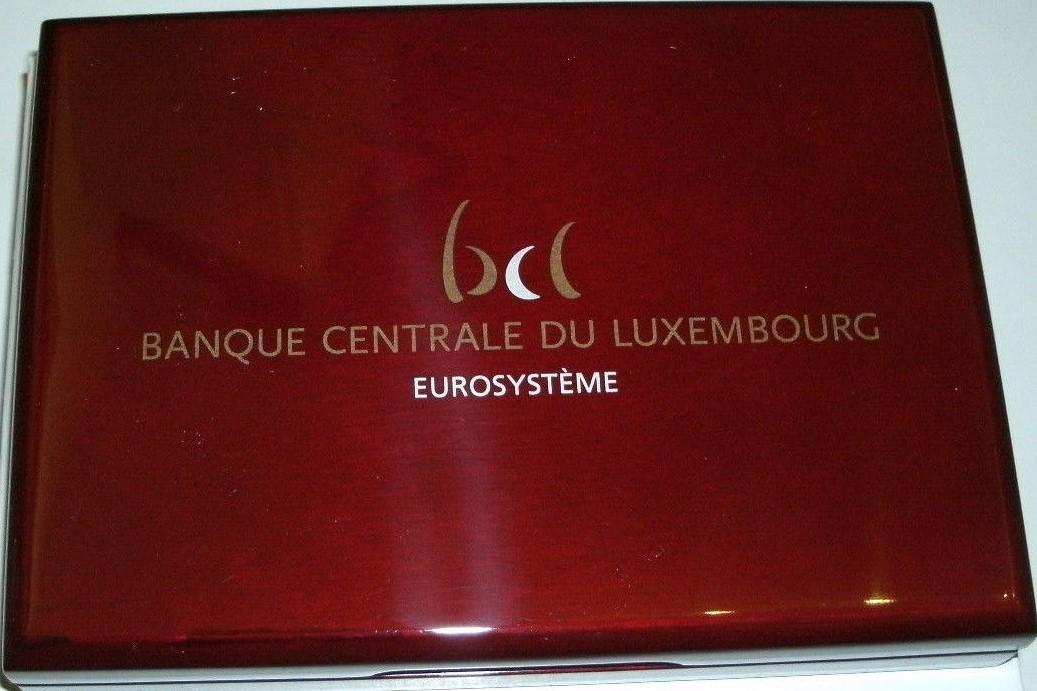 bcl
BANQUE CENTRALE DU LUXEMBOURG
EUROSYSTÈME